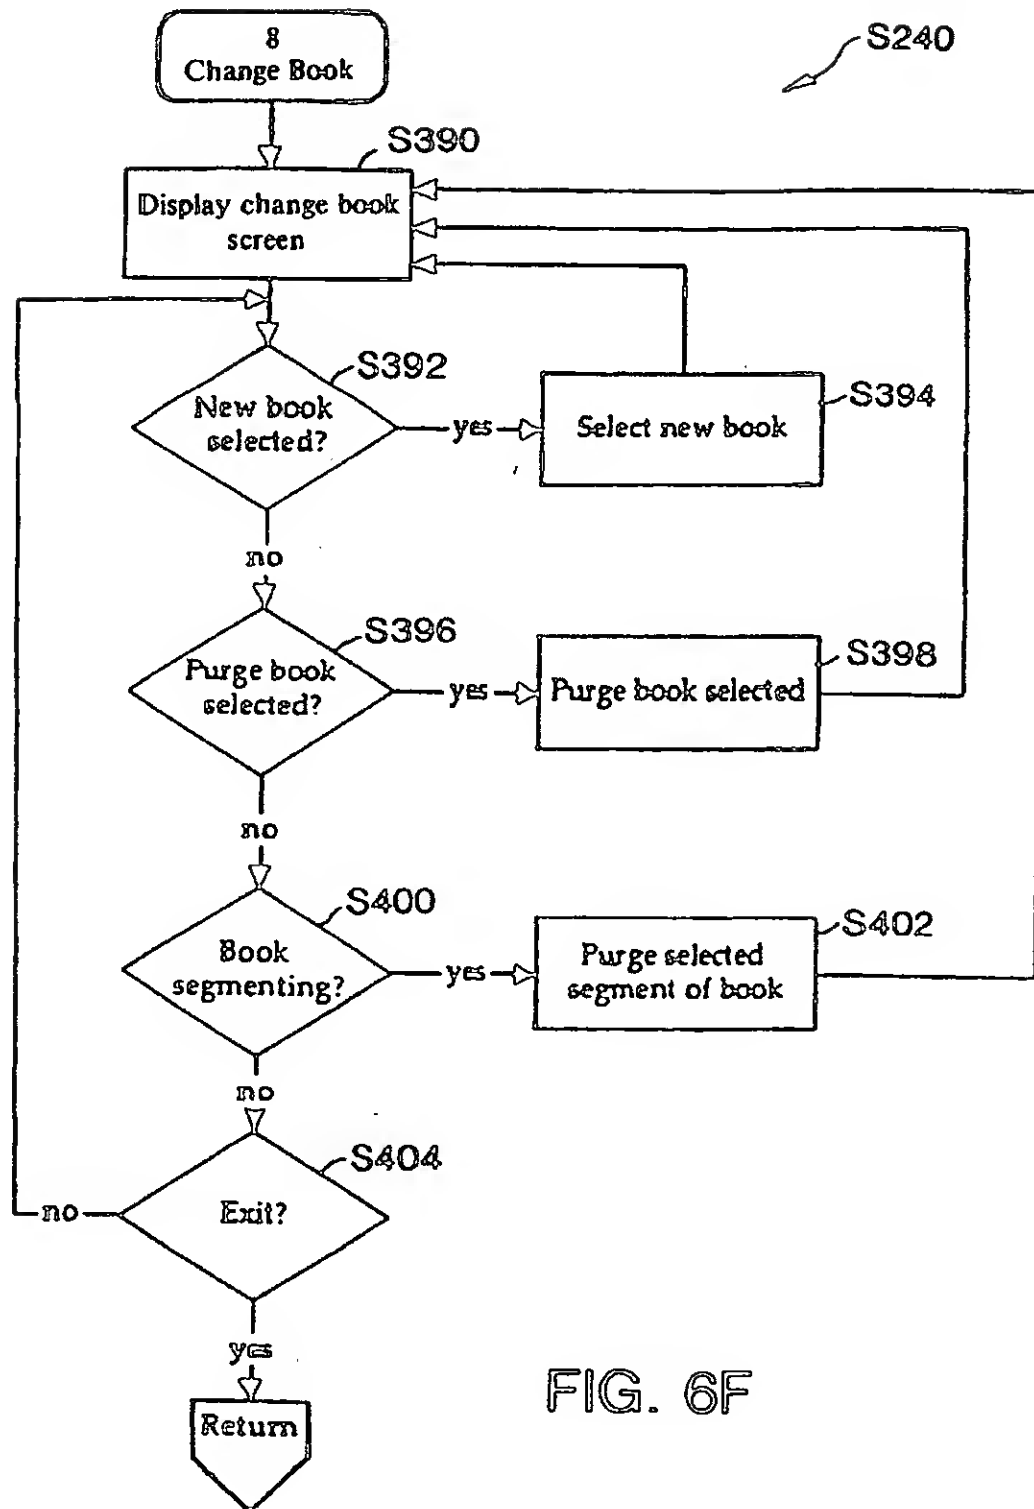 8
Change Book
S240
S390
Display change book
screen
S392
New book
selected?
yes
S394
Select new book
no
S396
Purge book
selected?
yes
S398
Purge book selected
no
S400
Book
segmenting?
yes
S402
Purge selected
segment of book
no
S404
Exit?
no
yes
Return
FIG. 6F